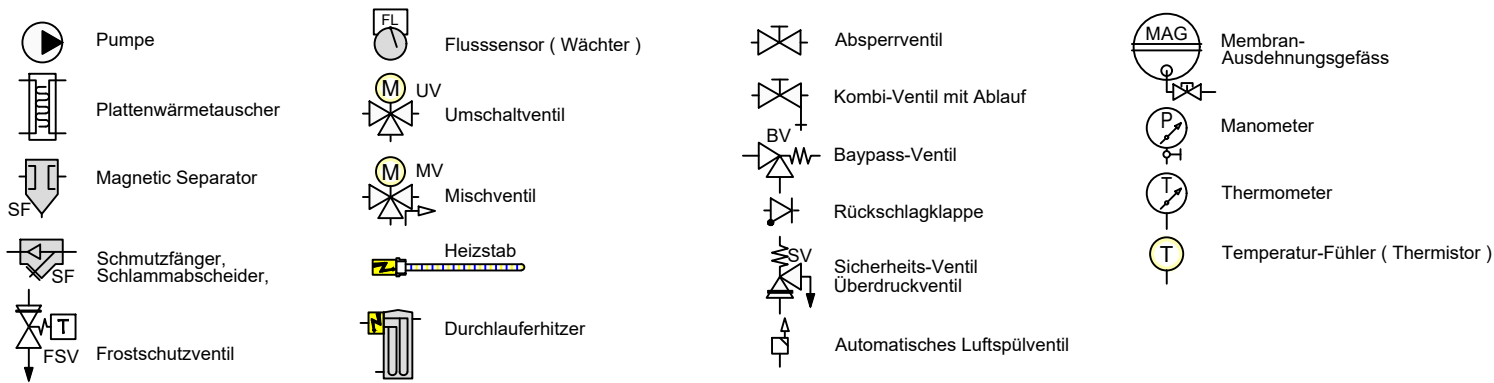 Pumpe
Plattenwärmetauscher
Magnetic Separator
SF
Schmutzfänger,
Schlammabscheider,
SF
T
FSV
Frostschutzventil
FL
Flusssensor ( Wächter )
M
UV
Umschaltventil
M
MV
Mischventil
Heizstab
Durchlauferhitzer
Absperrventil
Kombi-Ventil mit Ablauf
BV
Baypass-Ventil
Rückschlagklappe
SV
Sicherheits-Ventil
Überdruckventil
Automatisches Luftspülventil
MAG
Membran-
Ausdehnungsgefäss
P
Manometer
T
Thermometer
T
Temperatur-Fühler ( Thermistor )